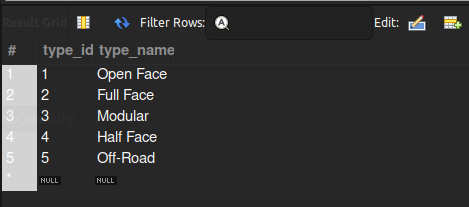 Result Grid Filter Rows: Edit:
# type_id type_name
1 1 Open Face
2 2 Full Face
3 3 Modular
4 4 Half Face
5 5 Off-Road
* NULL NULL